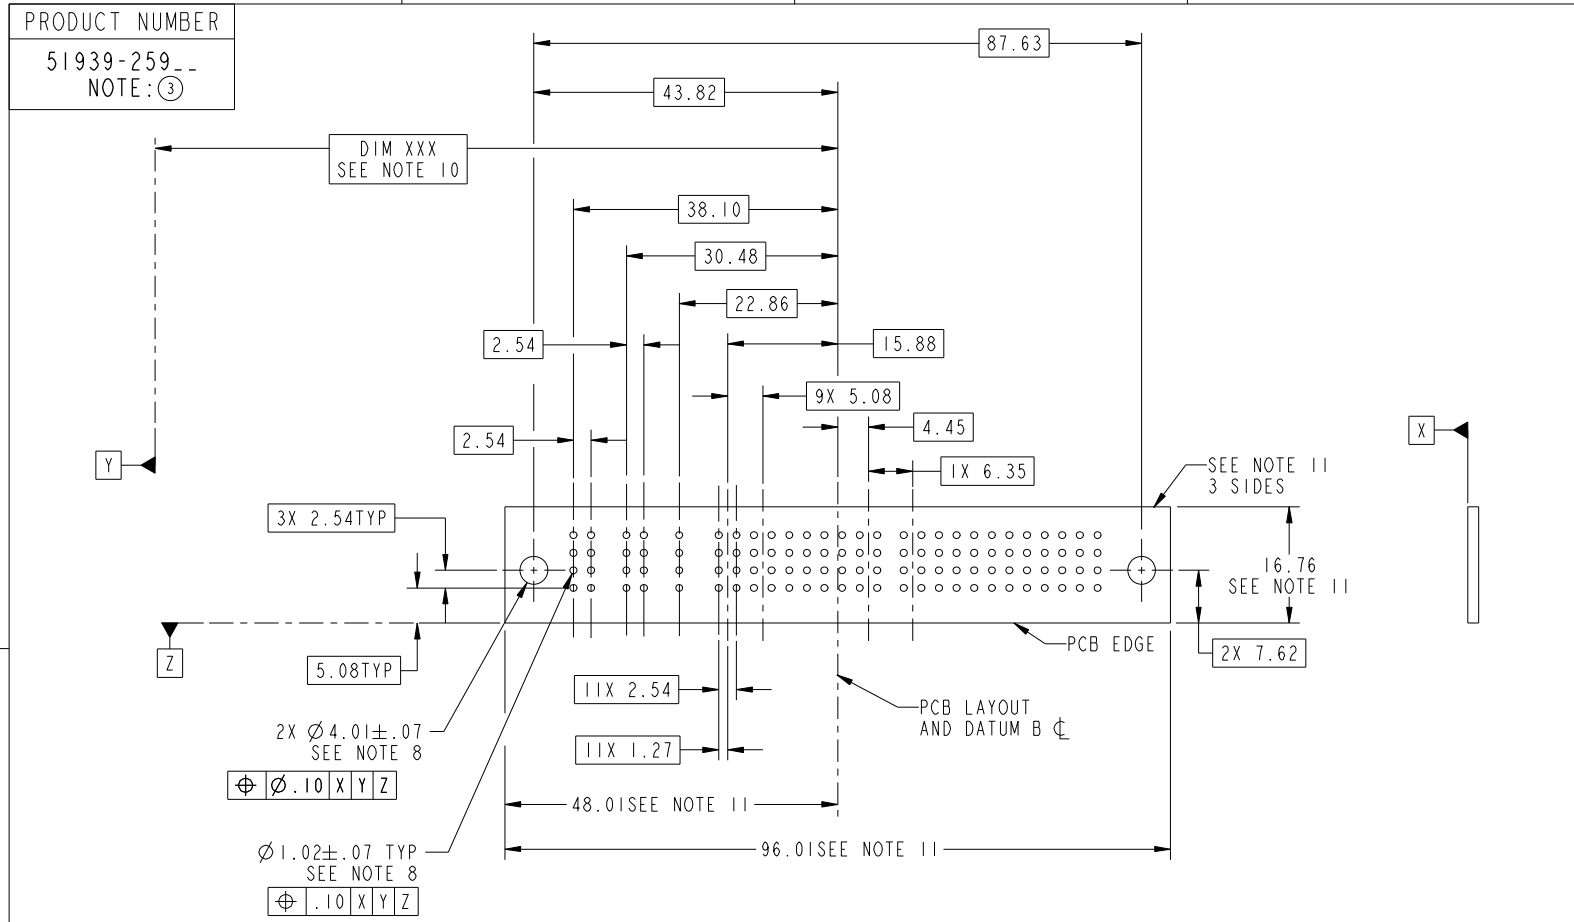 PRODUCT NUMBER
51939-259__
NOTE: 3
87.63
43.82
DIM XXX
SEE NOTE 10
38.10
30.48
22.86
2.54
15.88
9X 5.08
4.45
2.54
1X 6.35
X
Y
SEE NOTE 11
3 SIDES
3X 2.54TYP
16.76
SEE NOTE 11
PCB EDGE
2X 7.62
Z
5.08TYP
11X 2.54
PCB LAYOUT
AND DATUM B ℄
2X Ø4.01±.07
SEE NOTE 8
11X 1.27
⌖ Ø.10 X Y Z
48.01SEE NOTE 11
96.01SEE NOTE 11
Ø1.02±.07 TYP
SEE NOTE 8
⌖ .10 X Y Z